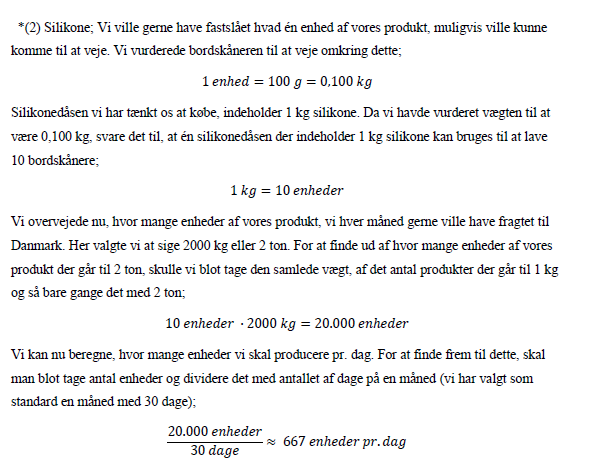 *(2) Silikone; Vi ville gerne have fastslået hvad én enhed af vores produkt, muligvis ville kunne
komme til at veje. Vi vurderede bordskåneren til at veje omkring dette;
1 enhed = 100 g = 0,100 kg
Silikonedåsen vi har tænkt os at købe, indeholder 1 kg silikone. Da vi havde vurderet vægten til at
være 0,100 kg, svare det til, at én silikonedåsen der indeholder 1 kg silikone kan bruges til at lave
10 bordskånere;
1 kg = 10 enheder
Vi overvejede nu, hvor mange enheder af vores produkt, vi hver måned gerne ville have fragtet til
Danmark. Her valgte vi at sige 2000 kg eller 2 ton. For at finde ud af hvor mange enheder af vores
produkt der går til 2 ton, skulle vi blot tage den samlede vægt, af det antal produkter der går til 1 kg
og så bare gange det med 2 ton;
10 enheder · 2000 kg = 20.000 enheder
Vi kan nu beregne, hvor mange enheder vi skal producere pr. dag. For at finde frem til dette, skal
man blot tage antal enheder og dividere det med antallet af dage på en måned (vi har valgt som
standard en måned med 30 dage);
20.000 enheder
30 dage
≈ 667 enheder pr. dag